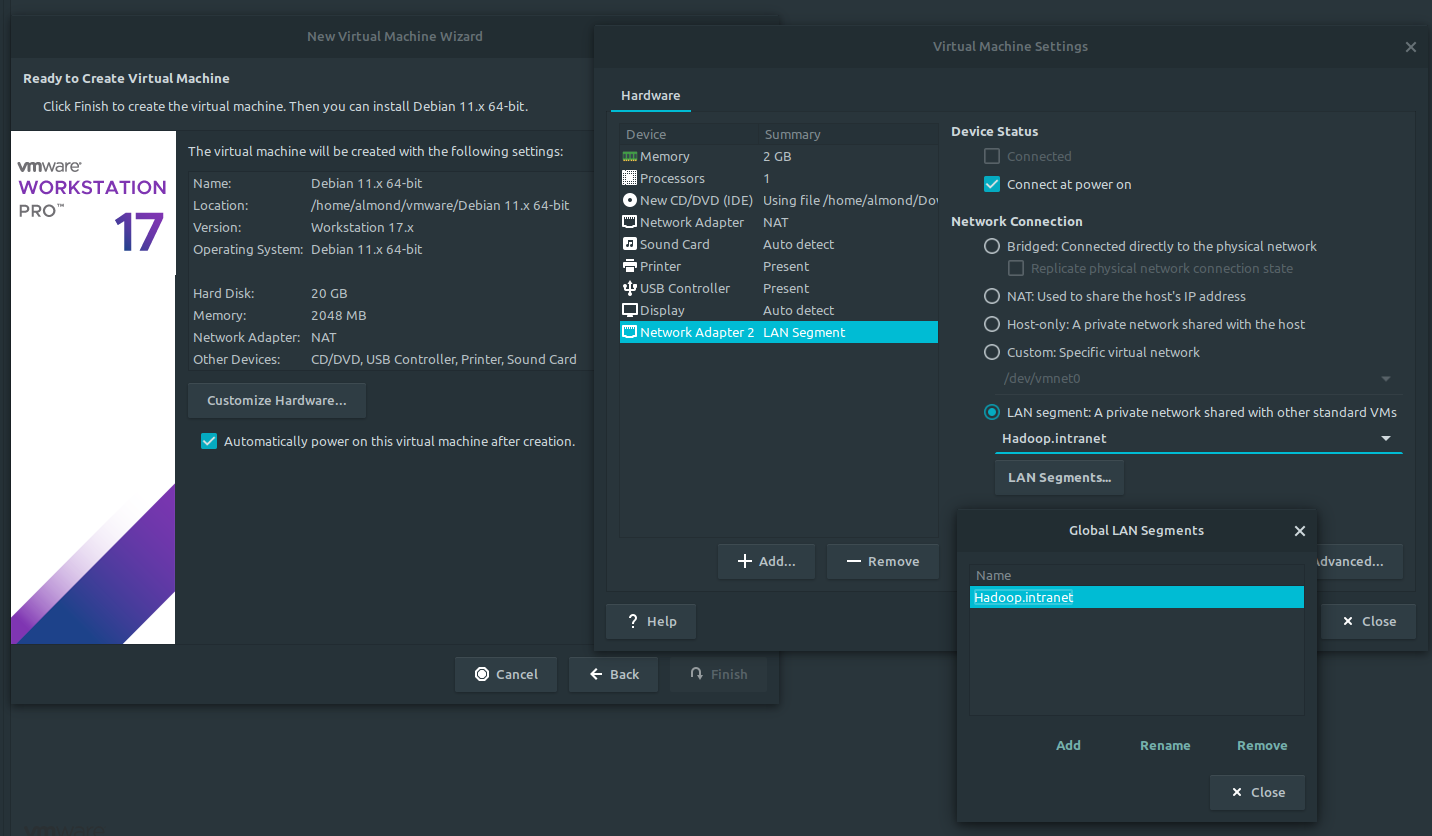 New Virtual Machine Wizard
Ready to Create Virtual Machine
Click Finish to create the virtual machine. Then you can install Debian 11.x 64-bit.
vmware®
WORKSTATION
PRO™
17
The virtual machine will be created with the following settings:
Name: Debian 11.x 64-bit
Location: /home/almond/vmware/Debian 11.x 64-bit
Version: Workstation 17.x
Operating System: Debian 11.x 64-bit
Hard Disk: 20 GB
Memory: 2048 MB
Network Adapter: NAT
Other Devices: CD/DVD, USB Controller, Printer, Sound Card
Customize Hardware...
Automatically power on this virtual machine after creation.
Cancel Back Finish
Virtual Machine Settings
Hardware
Device Summary
Memory 2 GB
Processors 1
New CD/DVD (IDE) Using file /home/almond/Dov
Network Adapter NAT
Sound Card Auto detect
Printer Present
USB Controller Present
Display Auto detect
Network Adapter 2 LAN Segment
Add... Remove
Help
Device Status
Connected
Connect at power on
Network Connection
Bridged: Connected directly to the physical network
Replicate physical network connection state
NAT: Used to share the host's IP address
Host-only: A private network shared with the host
Custom: Specific virtual network
/dev/vmnet0
LAN segment: A private network shared with other standard VMs
Hadoop.intranet
LAN Segments...
Advanced...
Close
Global LAN Segments
Name
Hadoop.intranet
Add Rename Remove
Close